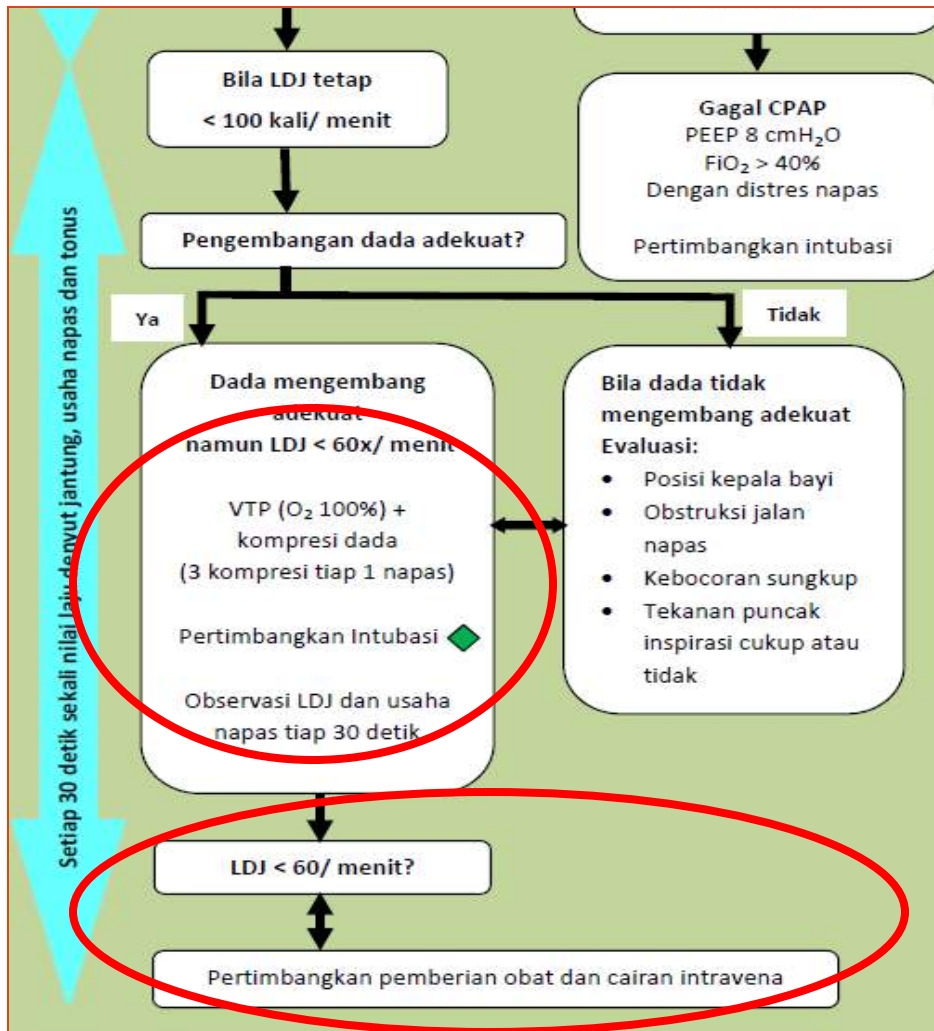 Setiap 30 detik sekali nilai laju denyut jantung, usaha napas dan tonus
Bila LDJ tetap
< 100 kali/ menit
Gagal CPAP
PEEP 8 cmH₂O
FiO₂ > 40%
Dengan distres napas
Pertimbangkan intubasi
Pengembangan dada adekuat?
Ya
Tidak
Dada mengembang
adekuat
namun LDJ < 60x/ menit
VTP (O₂ 100%) +
kompresi dada
(3 kompresi tiap 1 napas)
Pertimbangkan Intubasi
Observasi LDJ dan usaha
napas tiap 30 detik
Bila dada tidak
mengembang adekuat
Evaluasi:
• Posisi kepala bayi
• Obstruksi jalan
napas
• Kebocoran sungkup
• Tekanan puncak
inspirasi cukup atau
tidak
LDJ < 60/ menit?
Pertimbangkan pemberian obat dan cairan intravena